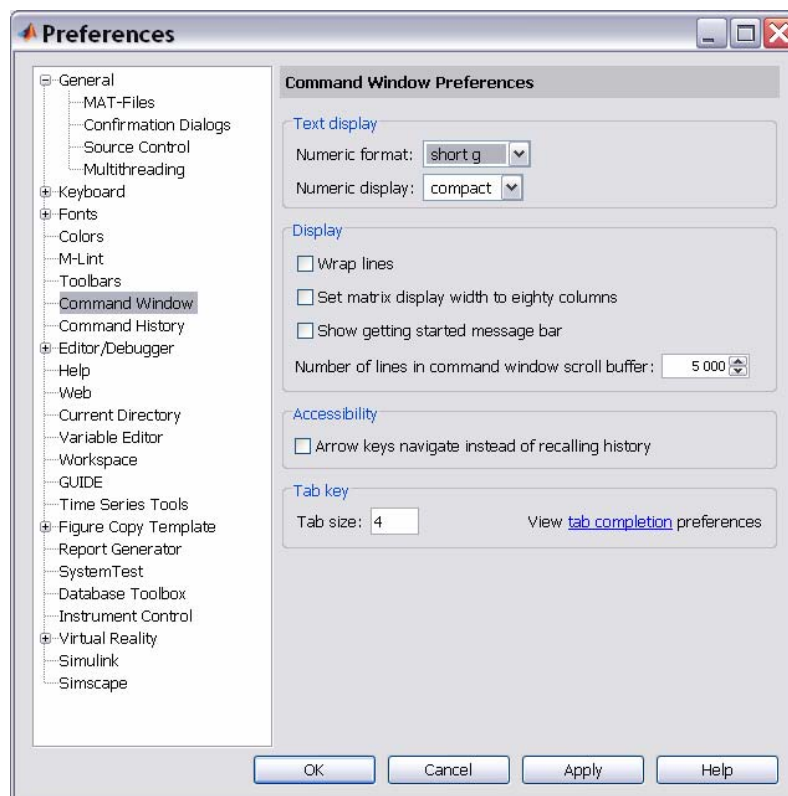 Preferences
General
MAT-Files
Confirmation Dialogs
Source Control
Multithreading
Keyboard
Fonts
Colors
M-Lint
Toolbars
Command Window
Command History
Editor/Debugger
Help
Web
Current Directory
Variable Editor
Workspace
GUIDE
Time Series Tools
Figure Copy Template
Report Generator
SystemTest
Database Toolbox
Instrument Control
Virtual Reality
Simulink
Simscape
Command Window Preferences
Text display
Numeric format: short g
Numeric display: compact
Display
Wrap lines
Set matrix display width to eighty columns
Show getting started message bar
Number of lines in command window scroll buffer: 5 000
Accessibility
Arrow keys navigate instead of recalling history
Tab key
Tab size: 4 View tab completion preferences
OK Cancel Apply Help